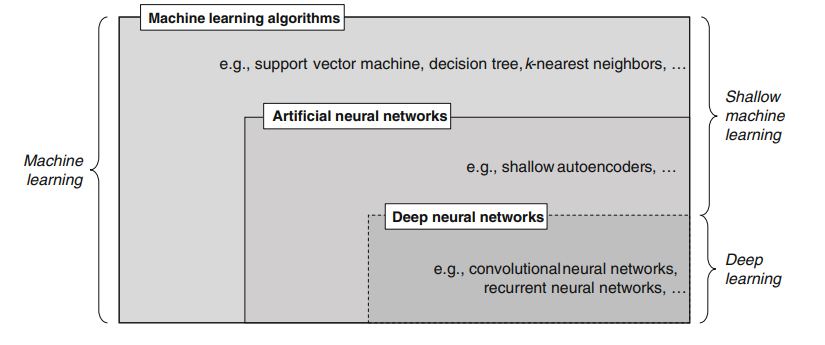 Machine learning algorithms
e.g., support vector machine, decision tree, k-nearest neighbors, …
Shallow
machine
learning
Artificial neural networks
Machine
learning
e.g., shallow autoencoders, …
Deep neural networks
e.g., convolutional neural networks,
recurrent neural networks, …
Deep
learning